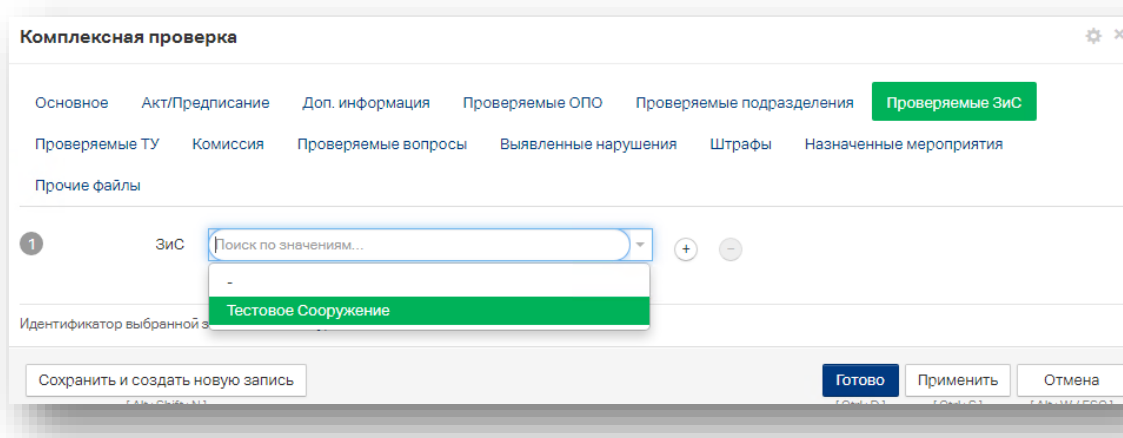 Комплексная проверка
Основное Акт/Предписание Доп. информация Проверяемые ОПО Проверяемые подразделения Проверяемые ЗиС
Проверяемые ТУ Комиссия Проверяемые вопросы Выявленные нарушения Штрафы Назначенные мероприятия
Прочие файлы
1 ЗиС Поиск по значениям...
-
Тестовое Сооружение
Идентификатор выбранной
Сохранить и создать новую запись Готово Применить Отмена